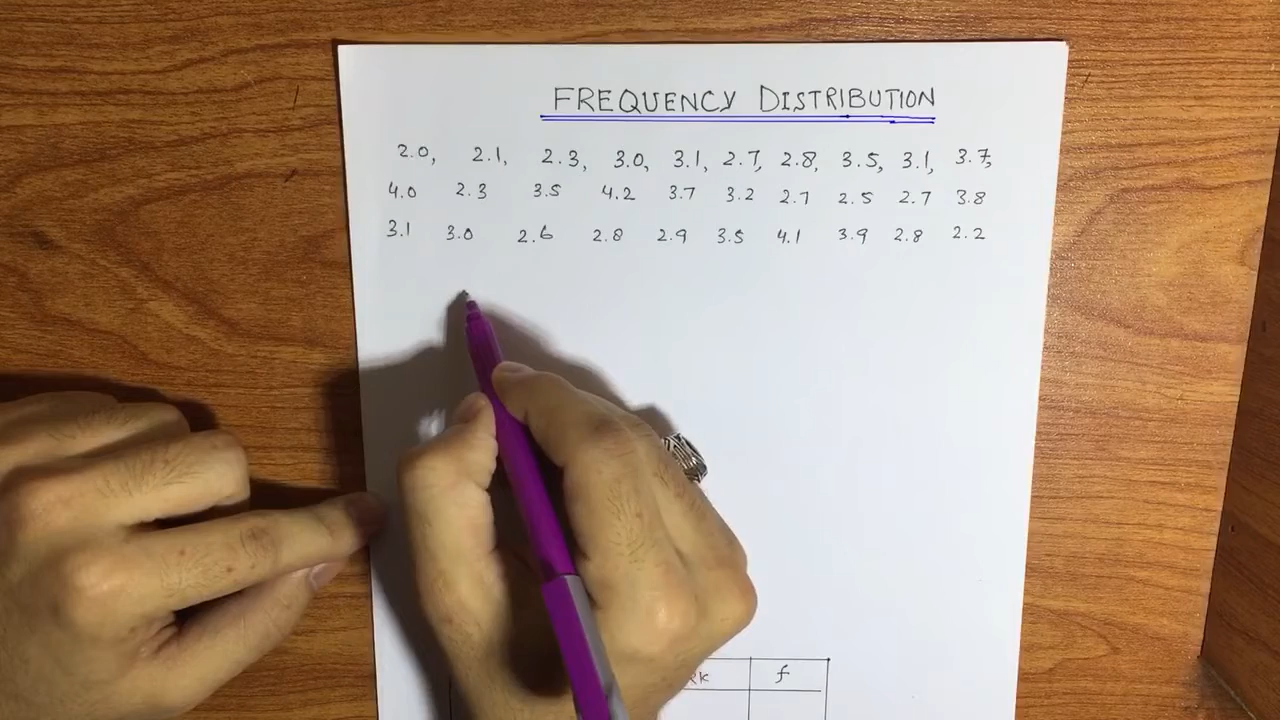 FREQUENCY DISTRIBUTION
2.0, 2.1, 2.3, 3.0, 3.1, 2.7, 2.8, 3.5, 3.1, 3.7,
4.0 2.3 3.5 4.2 3.7 3.2 2.7 2.5 2.7 3.8
3.1 3.0 2.6 2.8 2.9 3.5 4.1 3.9 2.8 2.2
f